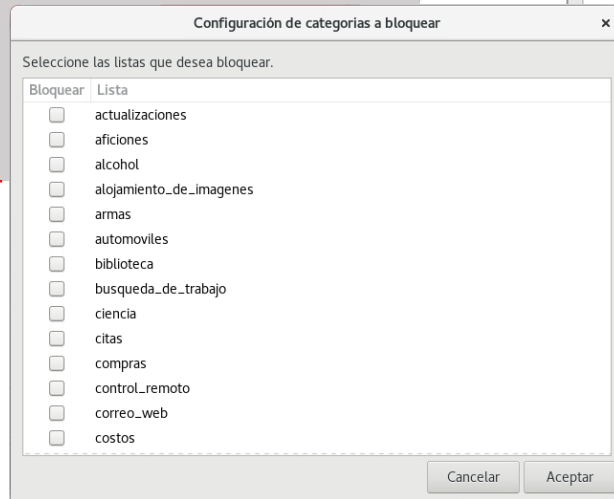 Configuración de categorias a bloquear
Seleccione las listas que desea bloquear.
Bloquear Lista
actualizaciones
aficiones
alcohol
alojamiento_de_imagenes
armas
automoviles
biblioteca
busqueda_de_trabajo
ciencia
citas
compras
control_remoto
correo_web
costos
Cancelar Aceptar